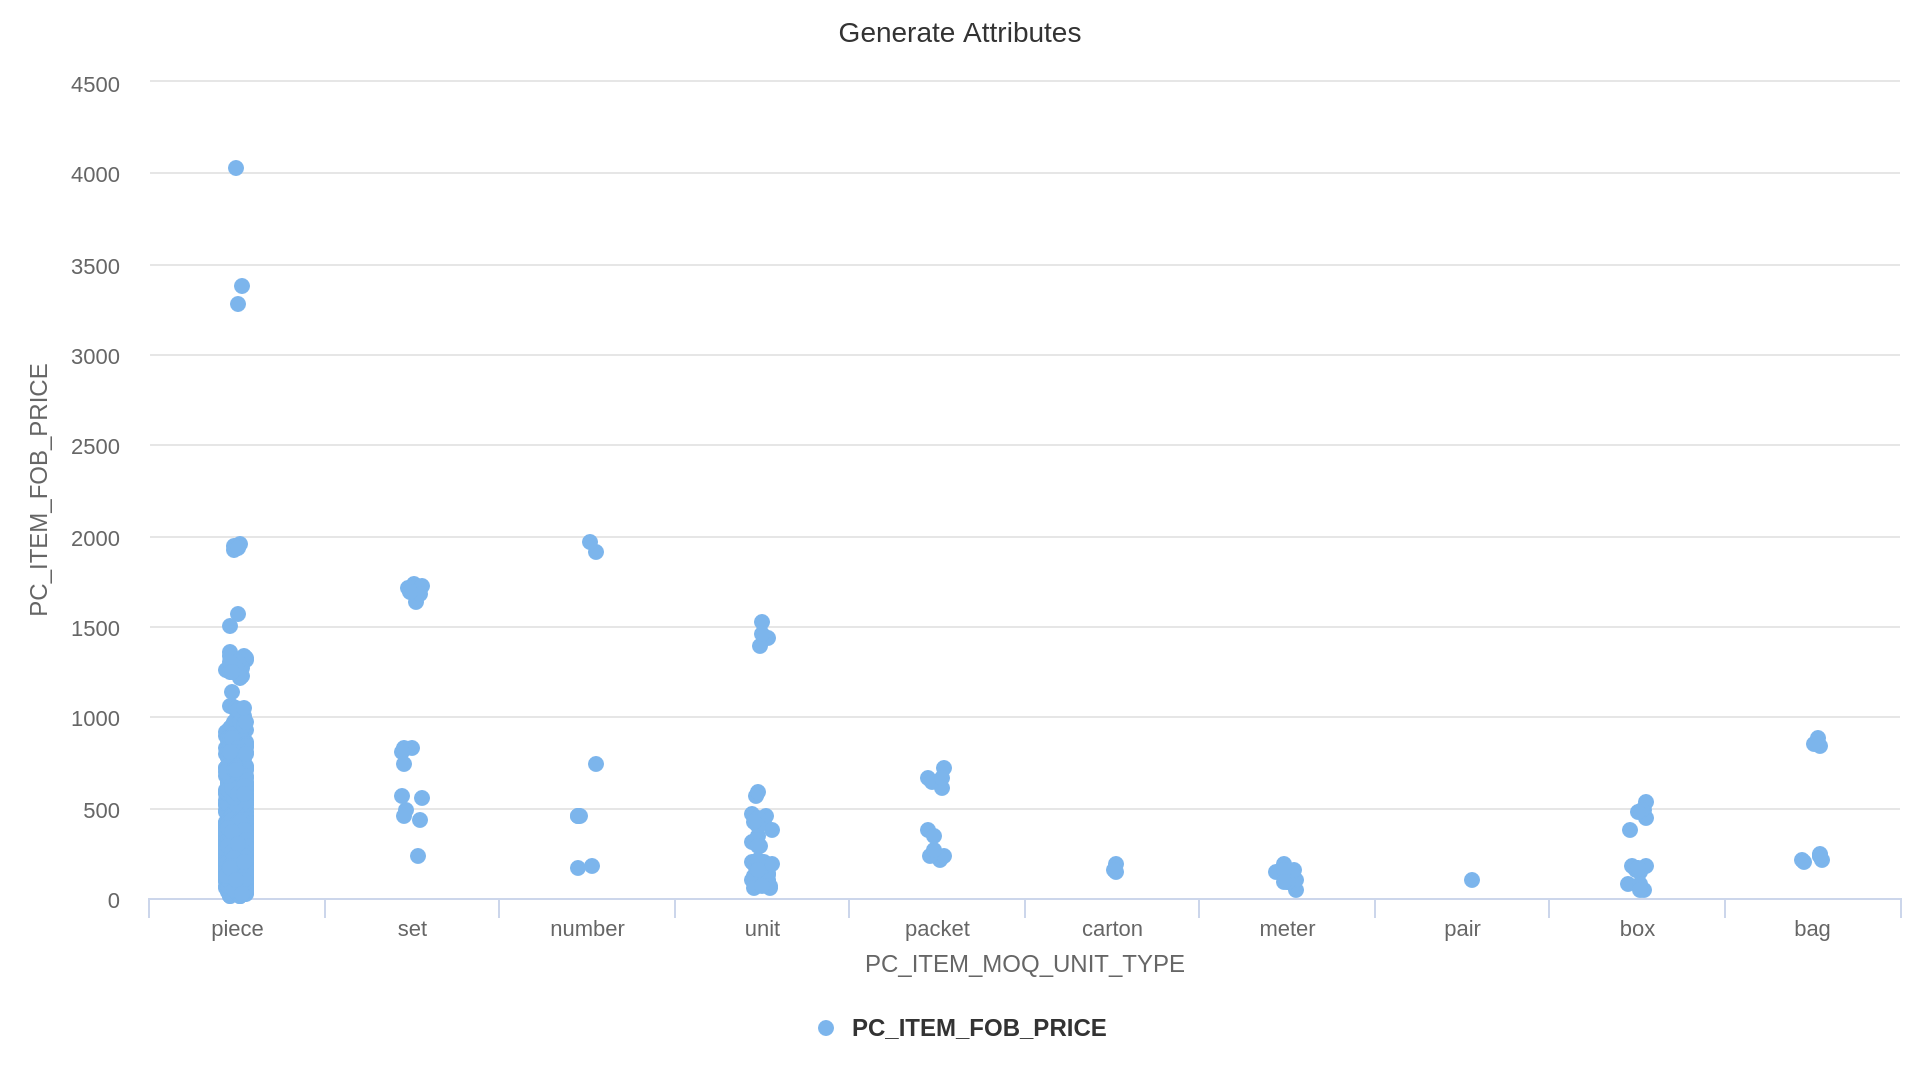 Generate Attributes
4500
4000
3500
3000
2500
2000
1500
1000
500
0
PC_ITEM_FOB_PRICE
piece set number unit packet carton meter pair box bag
PC_ITEM_MOQ_UNIT_TYPE
PC_ITEM_FOB_PRICE